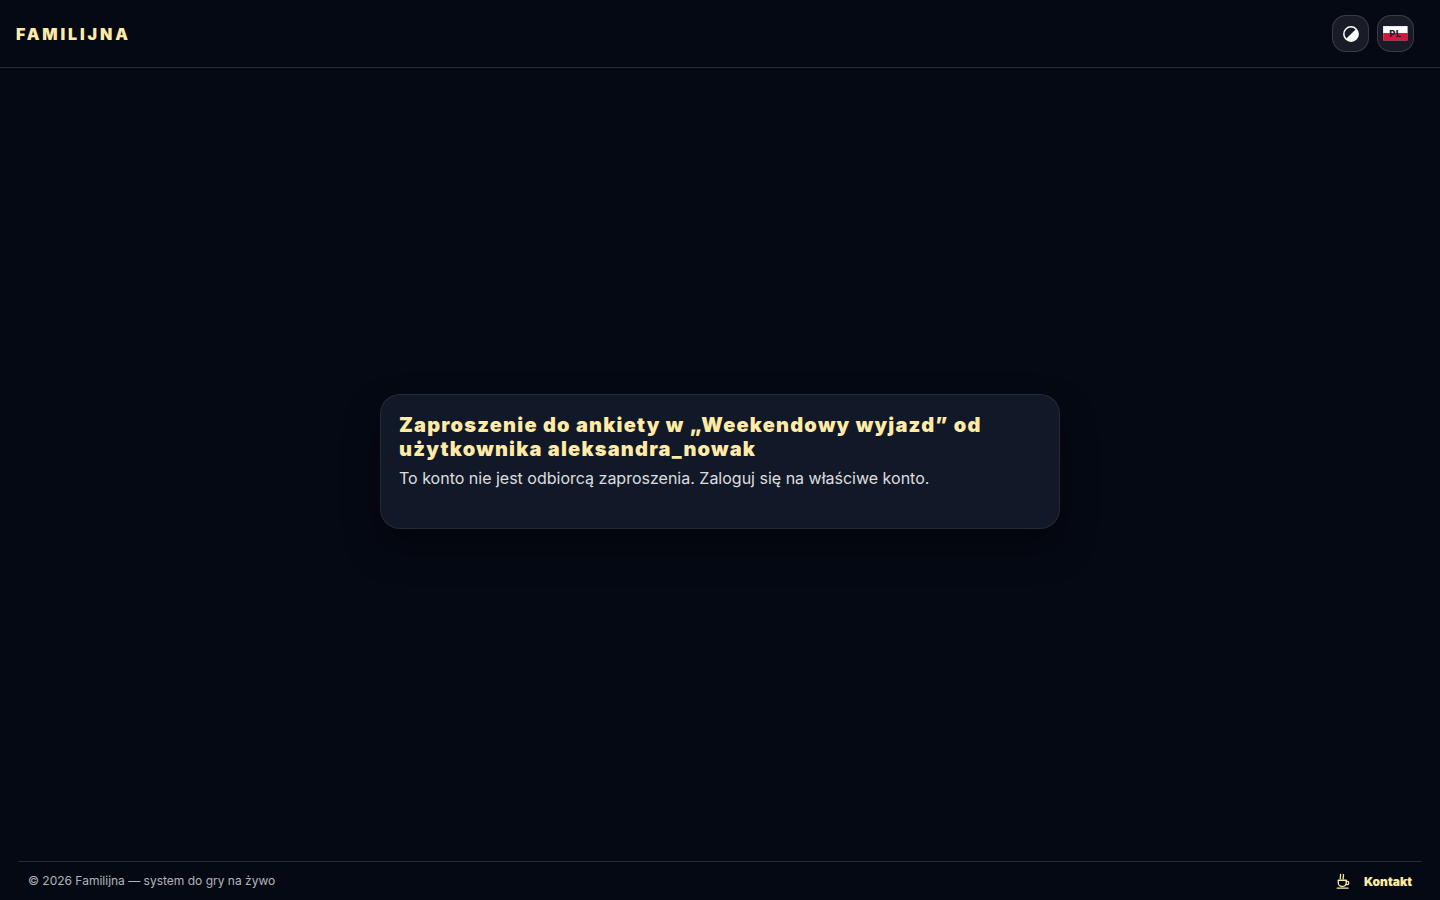 FAMILIJNA
PL
Zaproszenie do ankiety w „Weekendowy wyjazd” od
użytkownika aleksandra_nowak
To konto nie jest odbiorcą zaproszenia. Zaloguj się na właściwe konto.
© 2026 Familijna — system do gry na żywo
Kontakt